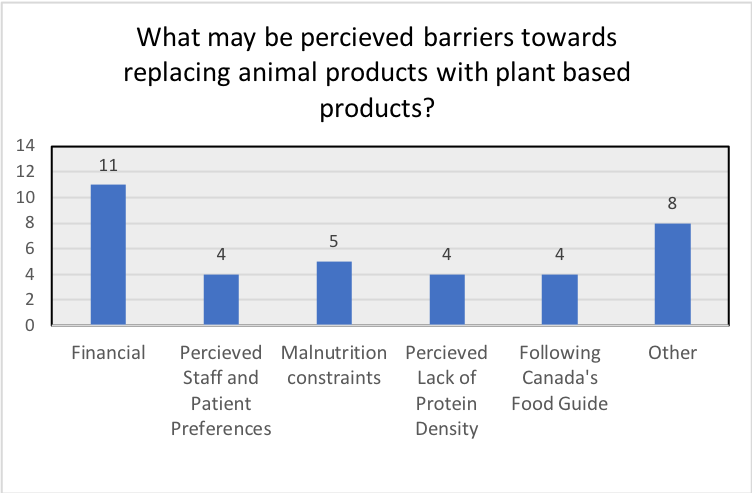 What may be percieved barriers towards
replacing animal products with plant based
products?
14
12
10
8
6
4
2
0
11
4
5
4
4
8
Financial
Percieved
Staff and
Patient
Preferences
Malnutrition
constraints
Percieved
Lack of
Protein
Density
Following
Canada's
Food Guide
Other